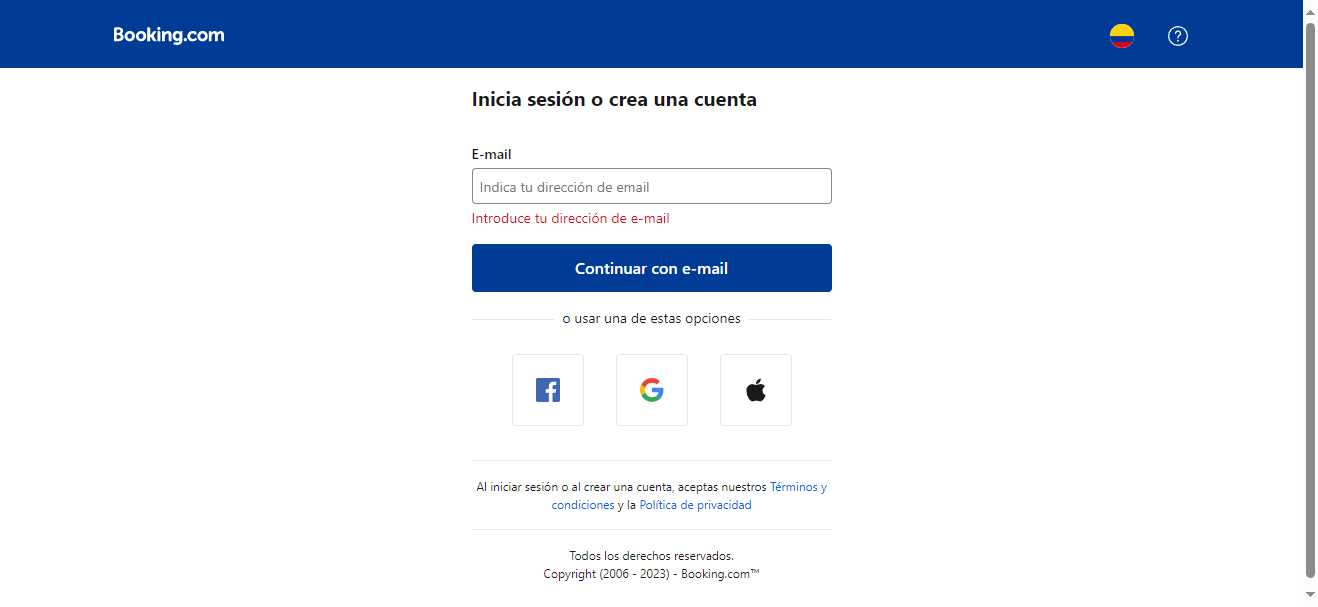 Booking.com
Inicia sesión o crea una cuenta
E-mail
Indica tu dirección de email
Introduce tu dirección de e-mail
Continuar con e-mail
o usar una de estas opciones
Al iniciar sesión o al crear una cuenta, aceptas nuestros Términos y
condiciones y la Política de privacidad
Todos los derechos reservados.
Copyright (2006 - 2023) - Booking.com™